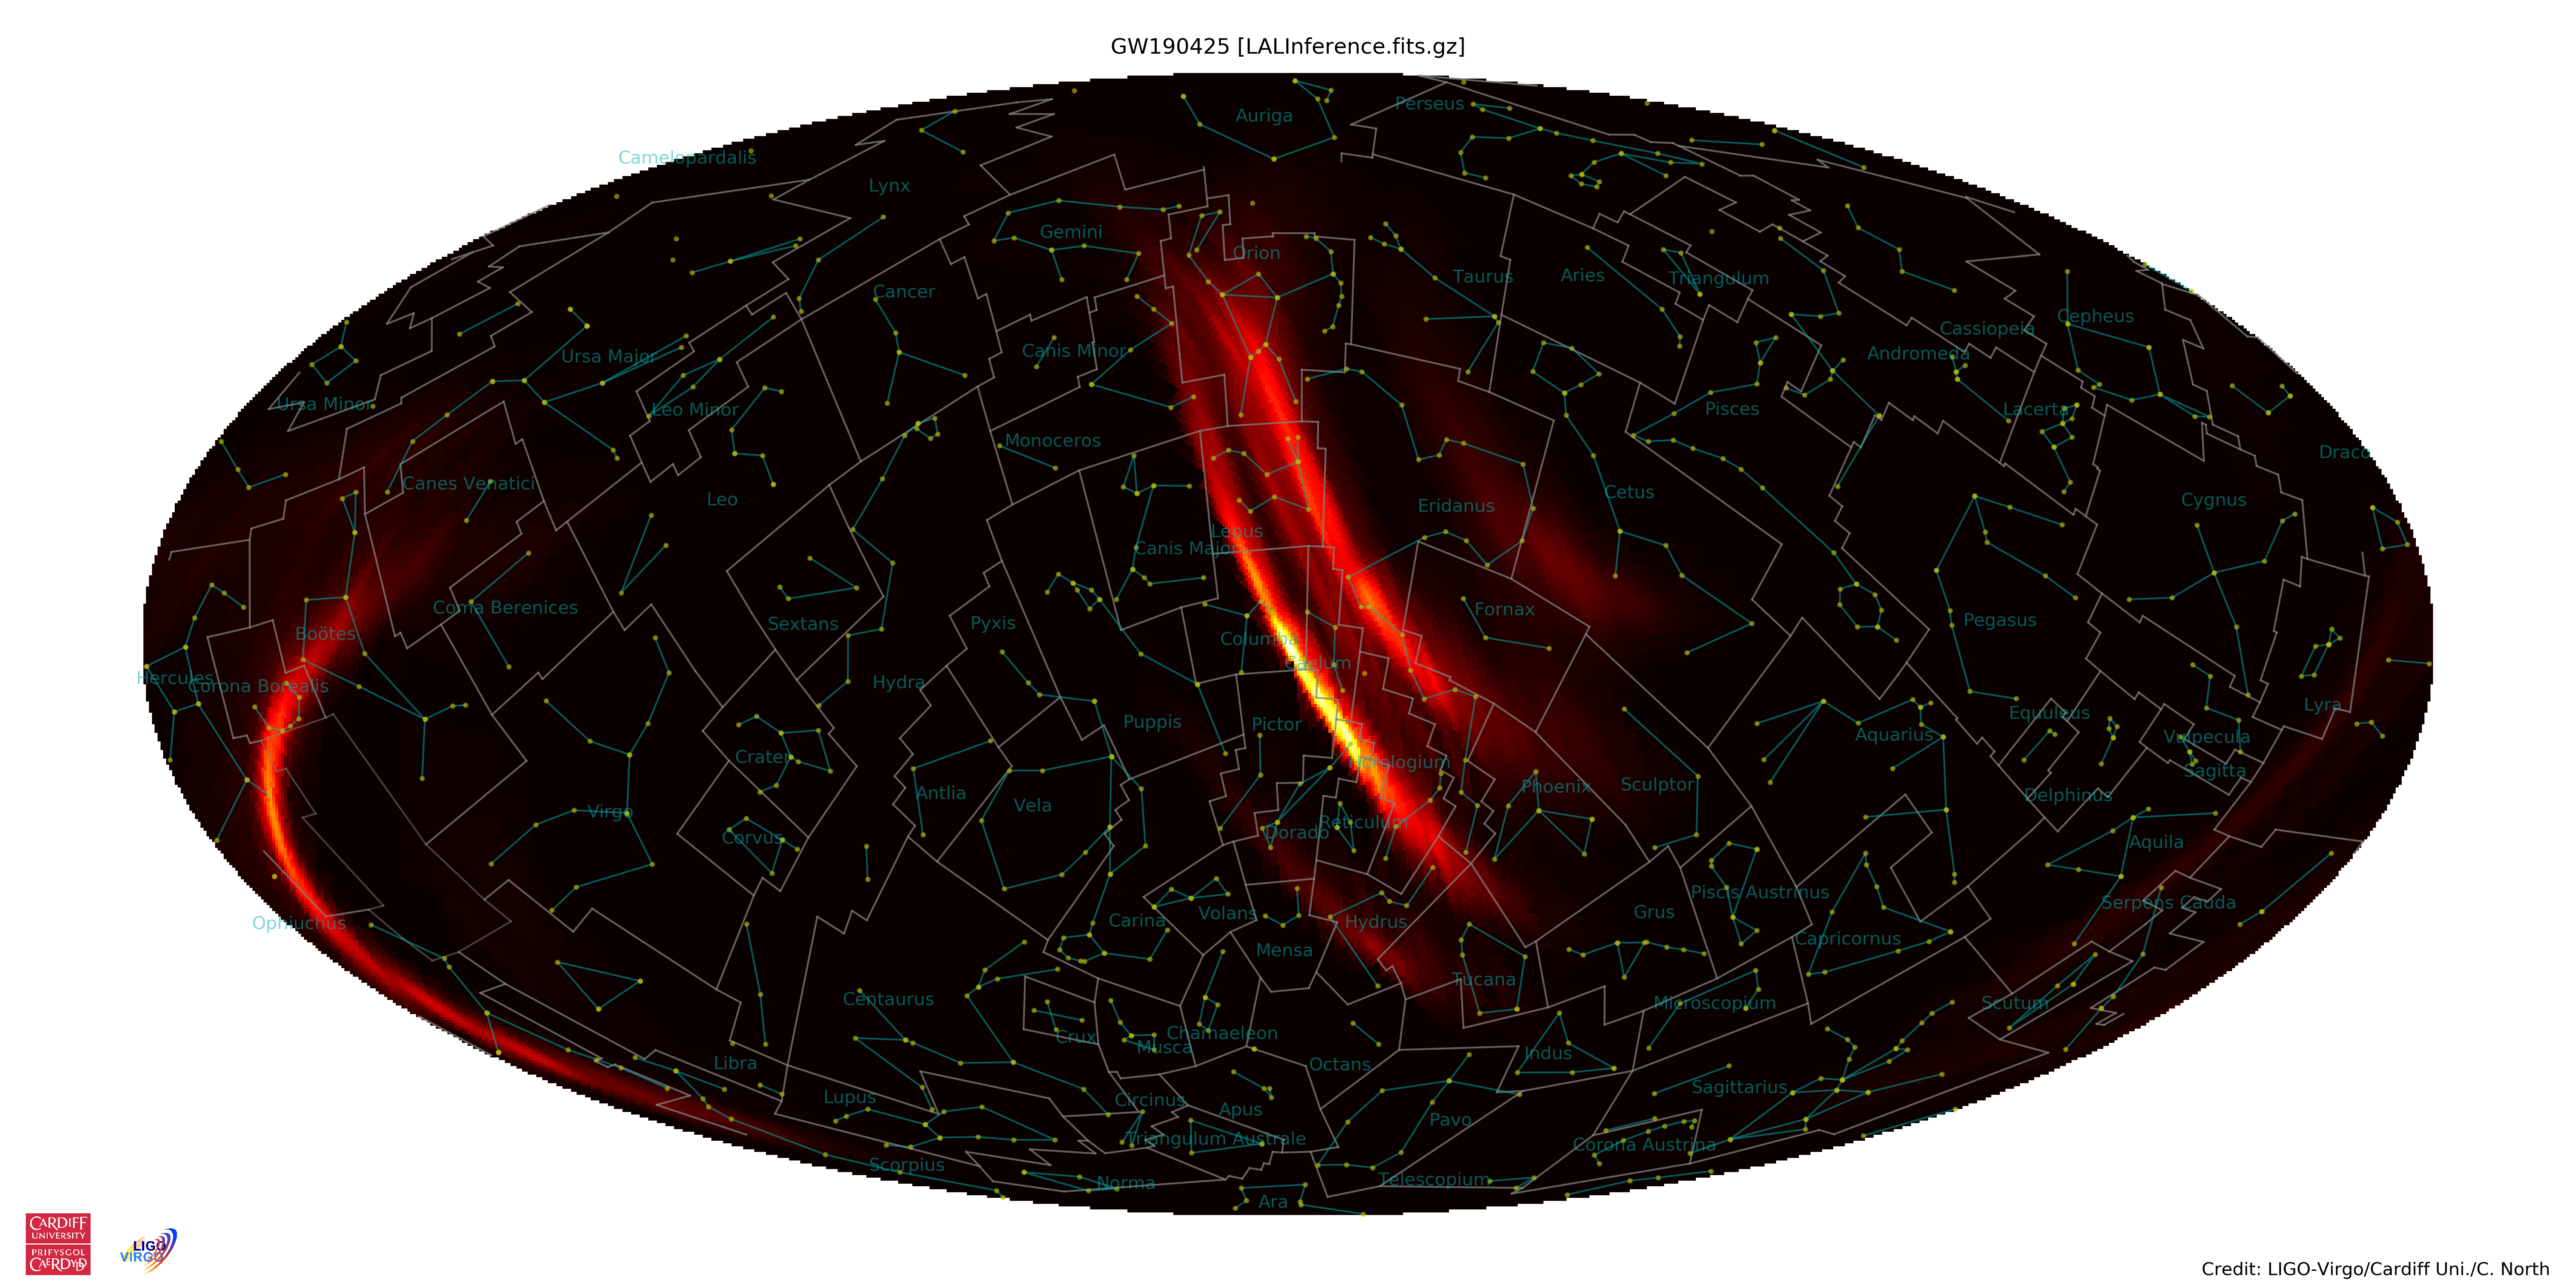 GW190425 [LALInference.fits.gz]
Auriga
Perseus
Camelopardalis
Lynx
Gemini
Orion
Taurus
Aries
Triangulum
Cancer
Cepheus
Cassiopeia
Ursa Major
Canis Minor
Andromeda
Ursa Minor
Leo Minor
Pisces
Lacerta
Monoceros
Draco
Canes Venatici
Leo
Eridanus
Cetus
Cygnus
Lepus
Canis Major
Coma Berenices
Sextans
Pyxis
Fornax
Pegasus
Boötes
Columba
Caelum
Hercules
Corona Borealis
Hydra
Puppis
Pictor
Equuleus
Lyra
Aquarius
Vulpecula
Crater
Horologium
Sagitta
Antlia
Vela
Phoenix
Sculptor
Delphinus
Virgo
Corvus
Dorado
Reticulum
Aquila
Piscis Austrinus
Serpens Cauda
Ophiuchus
Carina
Volans
Hydrus
Grus
Capricornus
Mensa
Tucana
Centaurus
Microscopium
Scutum
Crux
Chamaeleon
Musca
Libra
Octans
Indus
Sagittarius
Lupus
Circinus
Apus
Pavo
Triangulum Australe
Corona Austrina
Scorpius
Norma
Telescopium
Ara
CARDIFF
UNIVERSITY
PRIFYSGOL
CAERDYDD
LIGO
VIRGO
Credit: LIGO-Virgo/Cardiff Uni./C. North